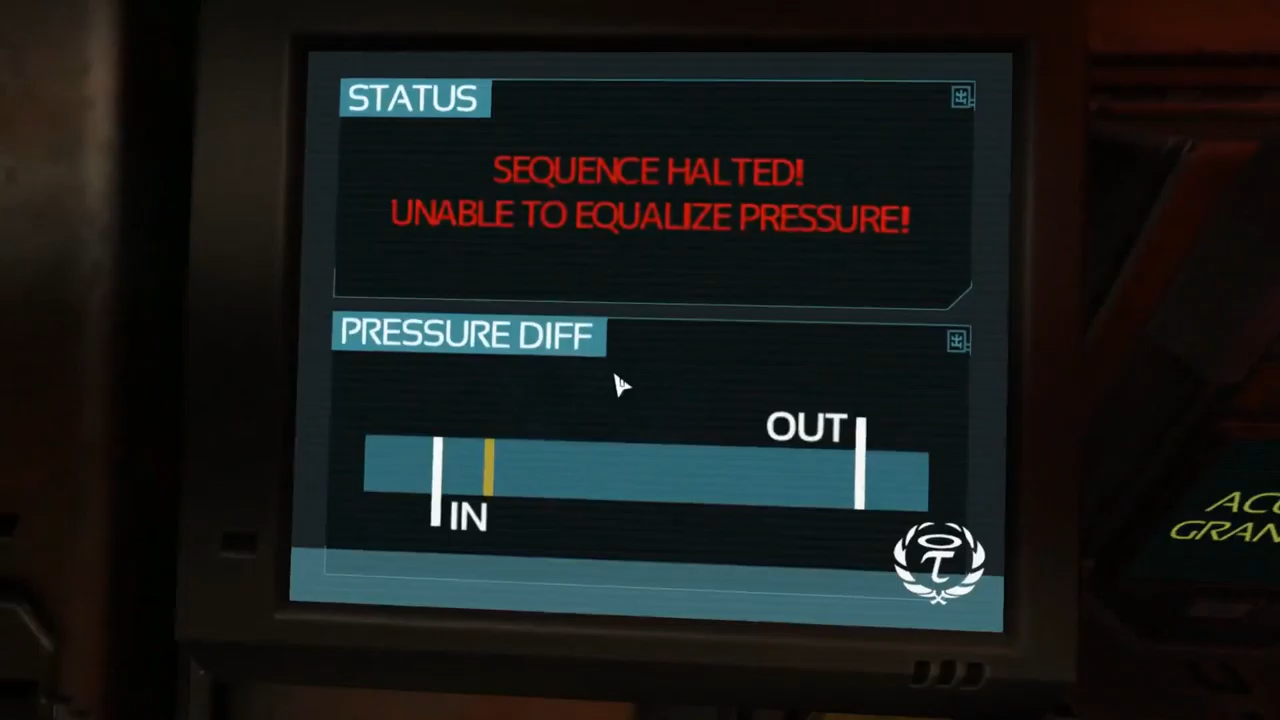 STATUS
SEQUENCE HALTED!
UNABLE TO EQUALIZE PRESSURE!
PRESSURE DIFF
OUT
IN
τ